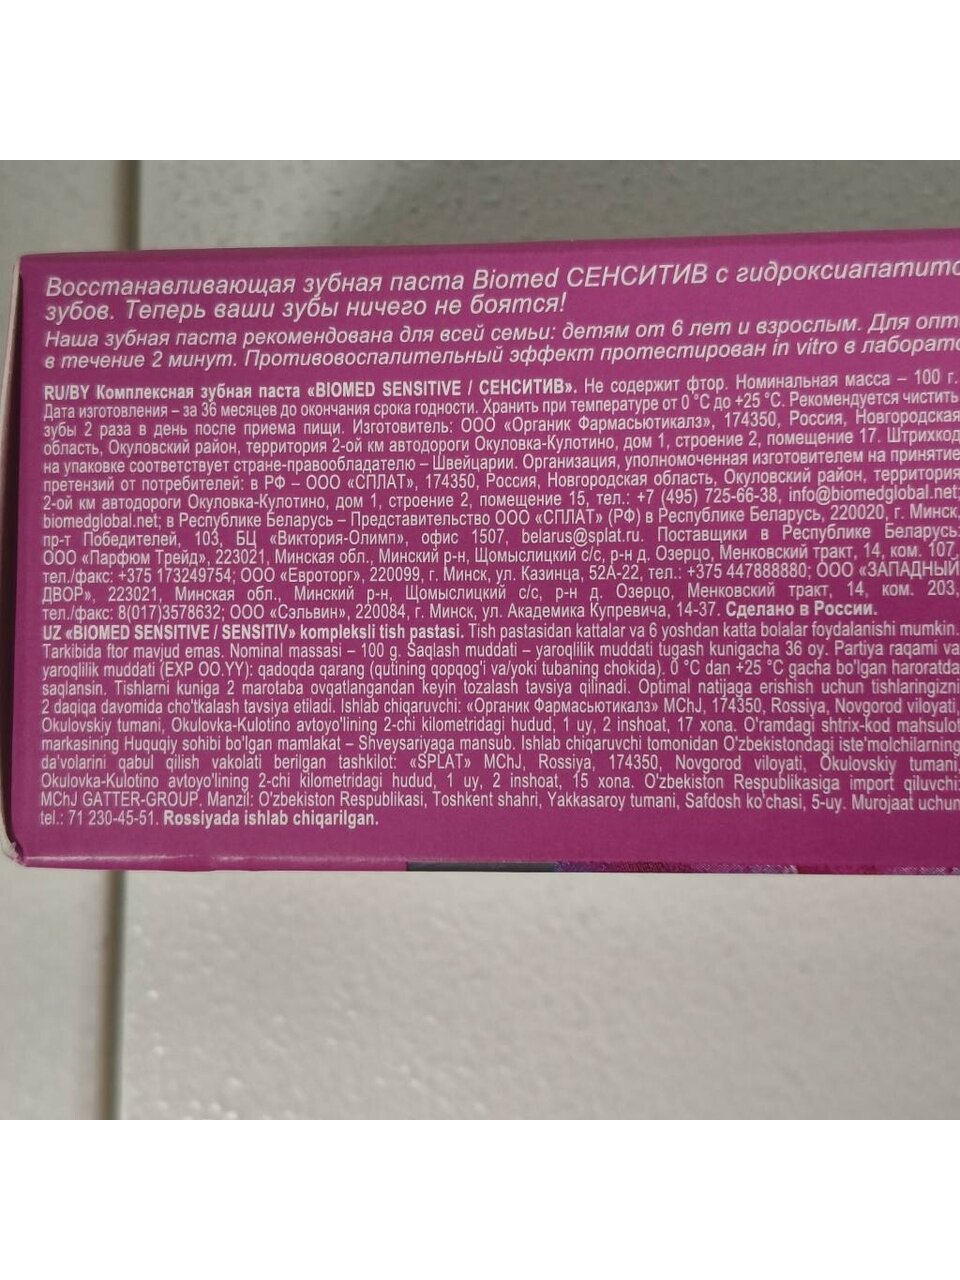 Восстанавливающая зубная паста Biomed СЕНСИТИВ с гидроксиапатито
зубов. Теперь ваши зубы ничего не боятся!
Наша зубная паста рекомендована для всей семьи: детям от 6 лет и взрослым. Для опт
в течение 2 минут. Противовоспалительный эффект протестирован in vitro в лаборато
RU/BY Комплексная зубная паста «BIOMED SENSITIVE / СЕНСИТИВ». Не содержит фтор. Номинальная масса – 100 г.
Дата изготовления – за 36 месяцев до окончания срока годности. Хранить при температуре от 0 °С до +25 °С. Рекомендуется чистить
зубы 2 раза в день после приема пищи. Изготовитель: ООО «Органик Фармасьютикалз», 174350, Россия, Новгородская
область, Окуловский район, территория 2-ой км автодороги Окуловка-Кулотино, дом 1, строение 2, помещение 17. Штрихкод
на упаковке соответствует стране-правообладателю – Швейцарии. Организация, уполномоченная изготовителем на принятие
претензий от потребителей: в РФ – ООО «СПЛАТ», 174350, Россия, Новгородская область, Окуловский район, территория
2-ой км автодороги Окуловка-Кулотино, дом 1, строение 2, помещение 15, тел.: +7 (495) 725-66-38, info@biomedglobal.net;
biomedglobal.net; в Республике Беларусь – Представительство ООО «СПЛАТ» (РФ) в Республике Беларусь, 220020, г. Минск,
пр-т Победителей, 103, БЦ «Виктория-Олимп», офис 1507, belarus@splat.ru. Поставщики в Республике Беларусь:
ООО «Парфюм Трейд», 223021, Минская обл., Минский р-н, Щомыслицкий с/с, р-н д. Озерцо, Менковский тракт, 14, ком. 107,
тел./факс: +375 173249754; ООО «Евроторг», 220099, г. Минск, ул. Казинца, 52А-22, тел.: +375 447888880; ООО «ЗАПАДНЫЙ
ДВОР», 223021, Минская обл., Минский р-н, Щомыслицкий с/с, р-н д. Озерцо, Менковский тракт, 14, ком. 203,
тел./факс: 8(017)3578632; ООО «Сэльвин», 220084, г. Минск, ул. Академика Купревича, 14-37. Сделано в России.
UZ «BIOMED SENSITIVE / SENSITIV» kompleksli tish pastasi. Tish pastasidan kattalar va 6 yoshdan katta bolalar foydalanishi mumkin.
Tarkibida ftor mavjud emas. Nominal massasi – 100 g. Saqlash muddati – yaroqlilik muddati tugash kunigacha 36 oy. Partiya raqami va
yaroqlilik muddati (EXP OO.YY): qadoqda qarang (qutining qopqog'i va/yoki tubaning chokida). 0 °C dan +25 °C gacha bo'lgan haroratda
saqlansin. Tishlarni kuniga 2 marotaba ovqatlangandan keyin tozalash tavsiya qilinadi. Optimal natijaga erishish uchun tishlaringizni
2 daqiqa davomida cho'tkalash tavsiya etiladi. Ishlab chiqaruvchi: «Органик Фармасьютикалз» MChJ, 174350, Rossiya, Novgorod viloyati,
Okulovskiy tumani, Okulovka-Kulotino avtoyo'lining 2-chi kilometridagi hudud, 1 uy, 2 inshoat, 17 xona. O'ramdagi shtrix-kod mahsulot
markasining Huquqiy sohibi bo'lgan mamlakat – Shveysariyaga mansub. Ishlab chiqaruvchi tomonidan O'zbekistondagi iste'molchilarning
da'volarini qabul qilish vakolati berilgan tashkilot: «SPLAT» MChJ, Rossiya, 174350, Novgorod viloyati, Okulovskiy tumani,
Okulovka-Kulotino avtoyo'lining 2-chi kilometridagi hudud, 1 uy, 2 inshoat, 15 xona. O'zbekiston Respublikasiga import qiluvchi:
MChJ GATTER-GROUP. Manzil: O'zbekiston Respublikasi, Toshkent shahri, Yakkasaroy tumani, Safdosh ko'chasi, 5-uy. Murojaat uchun
tel.: 71 230-45-51. Rossiyada ishlab chiqarilgan.